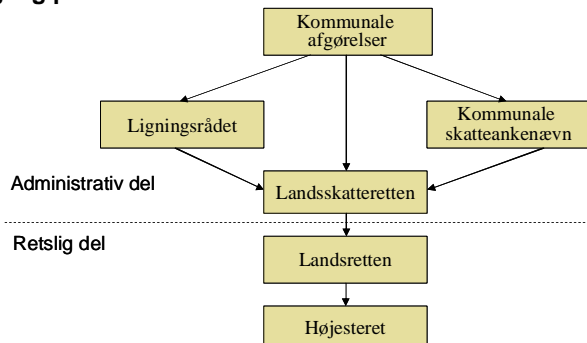 Kommunale
afgørelser
Ligningsrådet
Kommunale
skatteankenævn
Administrativ del
Landsskatteretten
Retslig del
Landsretten
Højesteret